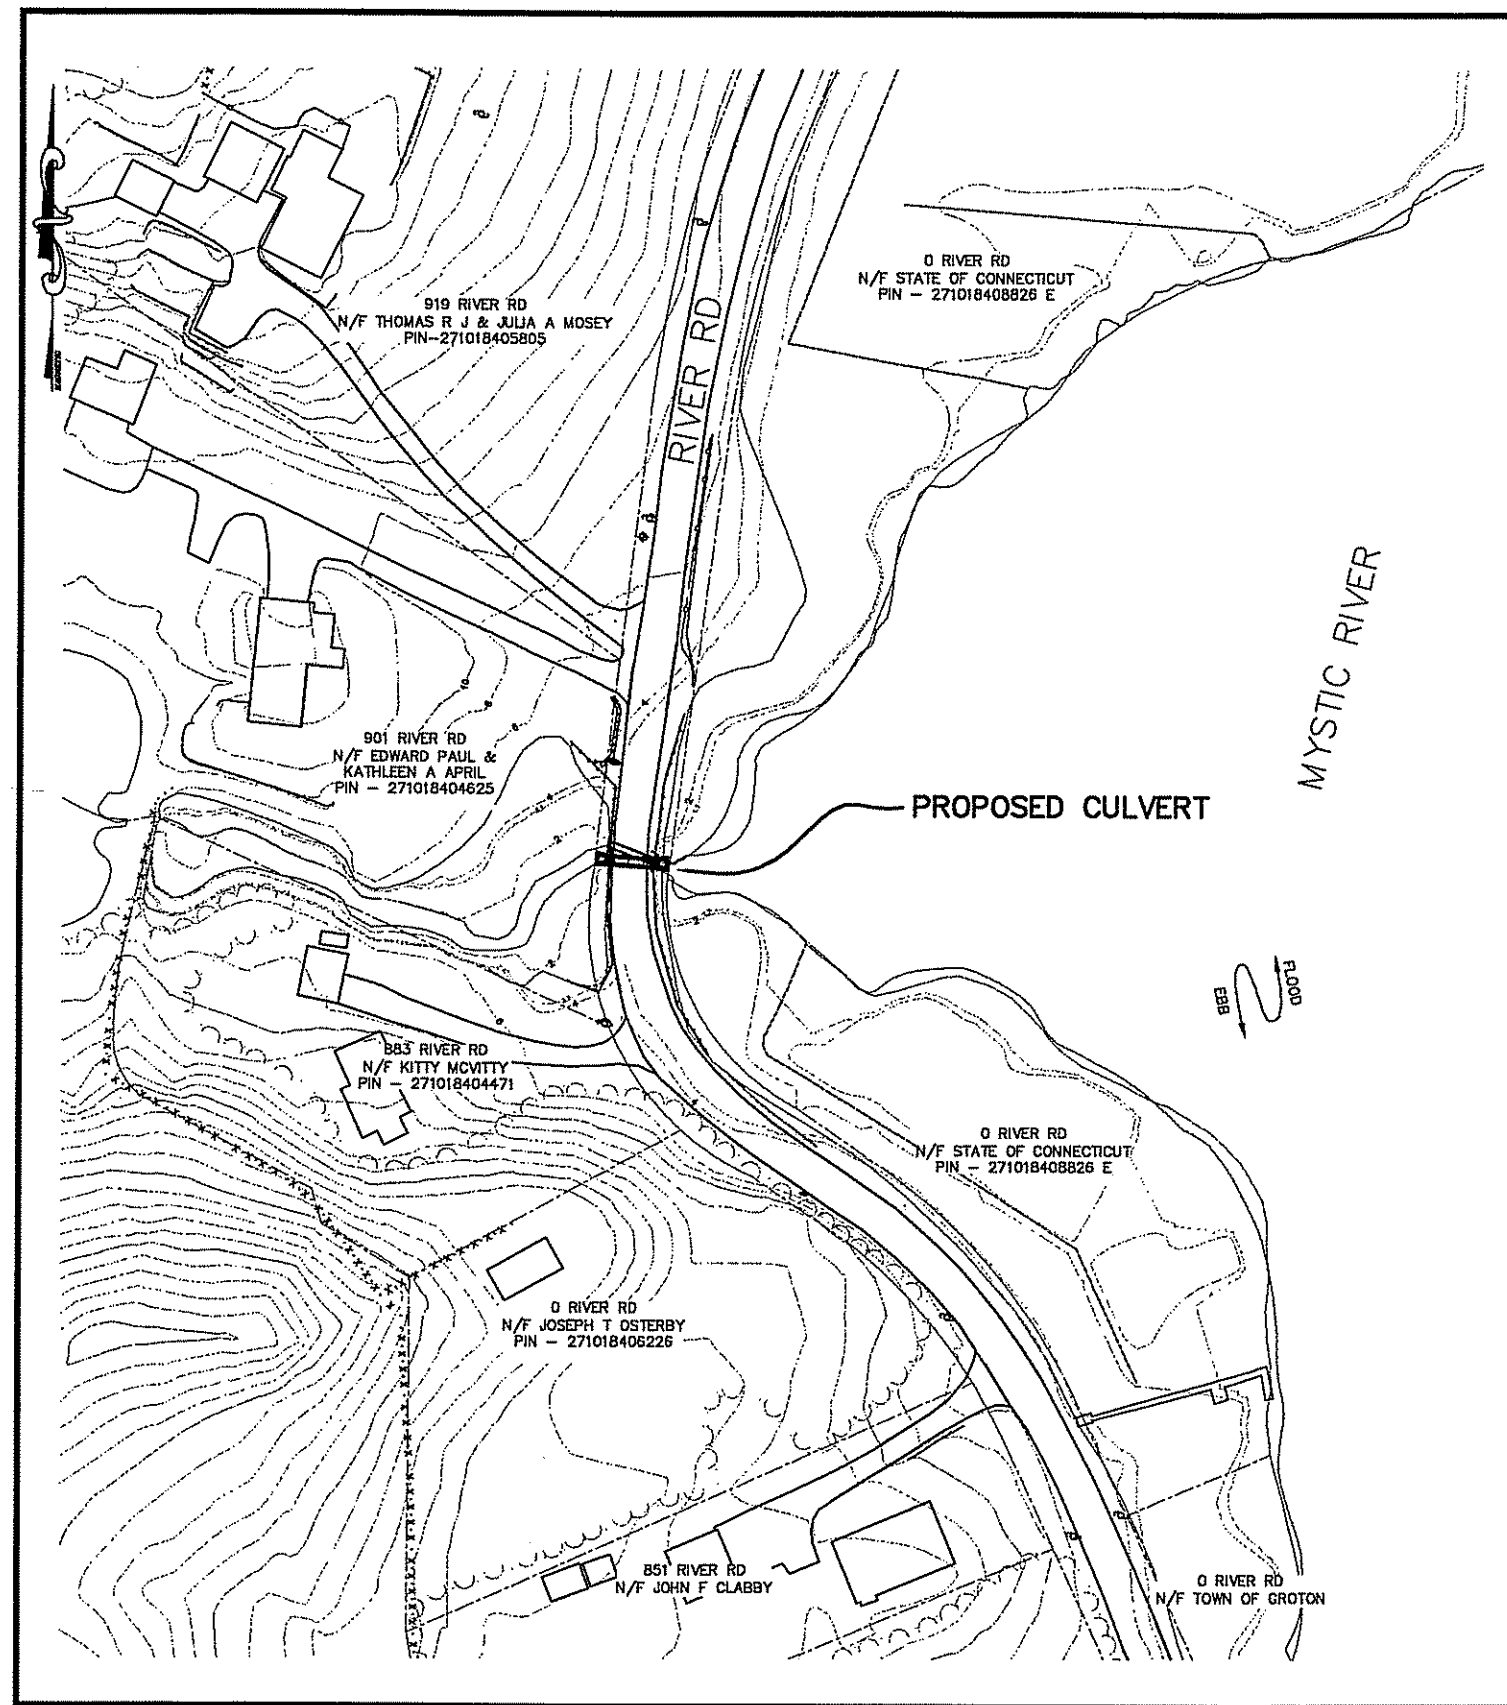 919 RIVER RD
N/F THOMAS R J & JULIA A MOSEY
PIN-271018405805
RIVER RD
0 RIVER RD
N/F STATE OF CONNECTICUT
PIN - 271018408826 E
MYSTIC RIVER
901 RIVER RD
N/F EDWARD PAUL &
KATHLEEN A APRIL
PIN - 271018404625
PROPOSED CULVERT
FLOOD
EBB
883 RIVER RD
N/F KITTY MCVITTY
PIN - 271018404471
0 RIVER RD
N/F STATE OF CONNECTICUT
PIN - 271018408826 E
0 RIVER RD
N/F JOSEPH T OSTERBY
PIN - 271018406226
851 RIVER RD
N/F JOHN F CLABBY
0 RIVER RD
N/F TOWN OF GROTON